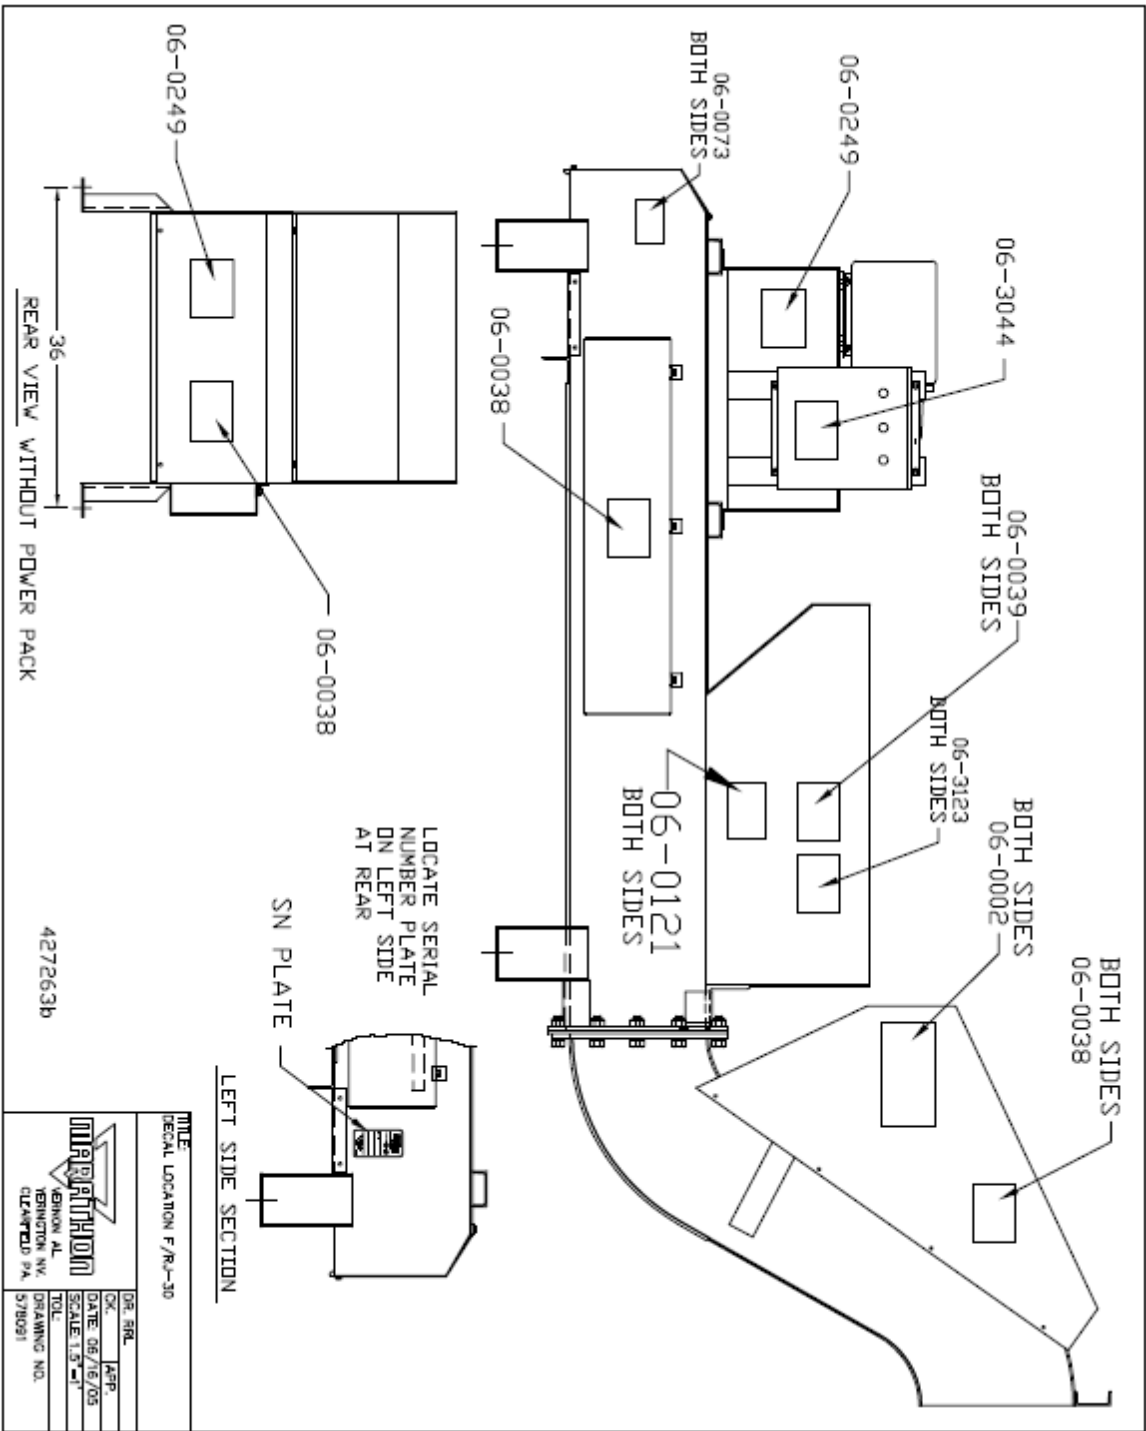 06-0249
06-0073
BOTH SIDES
06-0249
06-3044
06-0038
06-0039
BOTH SIDES
06-3123
BOTH SIDES
BOTH SIDES
06-0002
BOTH SIDES
06-0038
06-0121
BOTH SIDES
36
06-0038
REAR VIEW WITHOUT POWER PACK
LOCATE SERIAL
NUMBER PLATE
ON LEFT SIDE
AT REAR
SN PLATE
LEFT SIDE SECTION
427263b
TITLE:
DECAL LOCATION F/RJ-30
MARATHON
VERNON AL.
YERINGTON NV.
CLEARFIELD PA.
DR. RRL
CK. APP.
DATE: 06/16/05
SCALE: 1.5"=1'
TOL:
DRAWING NO.
578091